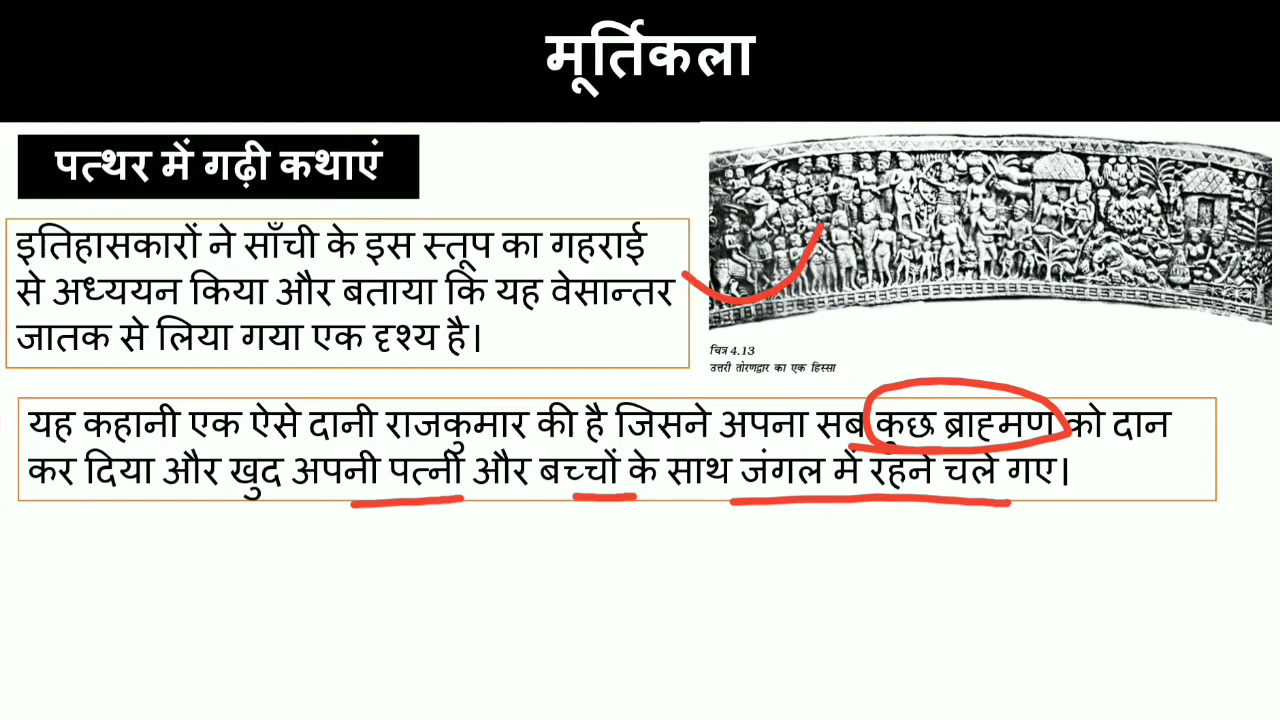 मूर्तिकला
पत्थर में गढ़ी कथाएं
इतिहासकारों ने साँची के इस स्तूप का गहराई
से अध्ययन किया और बताया कि यह वेसान्तर
जातक से लिया गया एक दृश्य है।
चित्र 4.13
उत्तरी तोरणद्वार का एक हिस्सा
यह कहानी एक ऐसे दानी राजकुमार की है जिसने अपना सब कुछ ब्राह्मण को दान
कर दिया और खुद अपनी पत्नी और बच्चों के साथ जंगल में रहने चले गए।